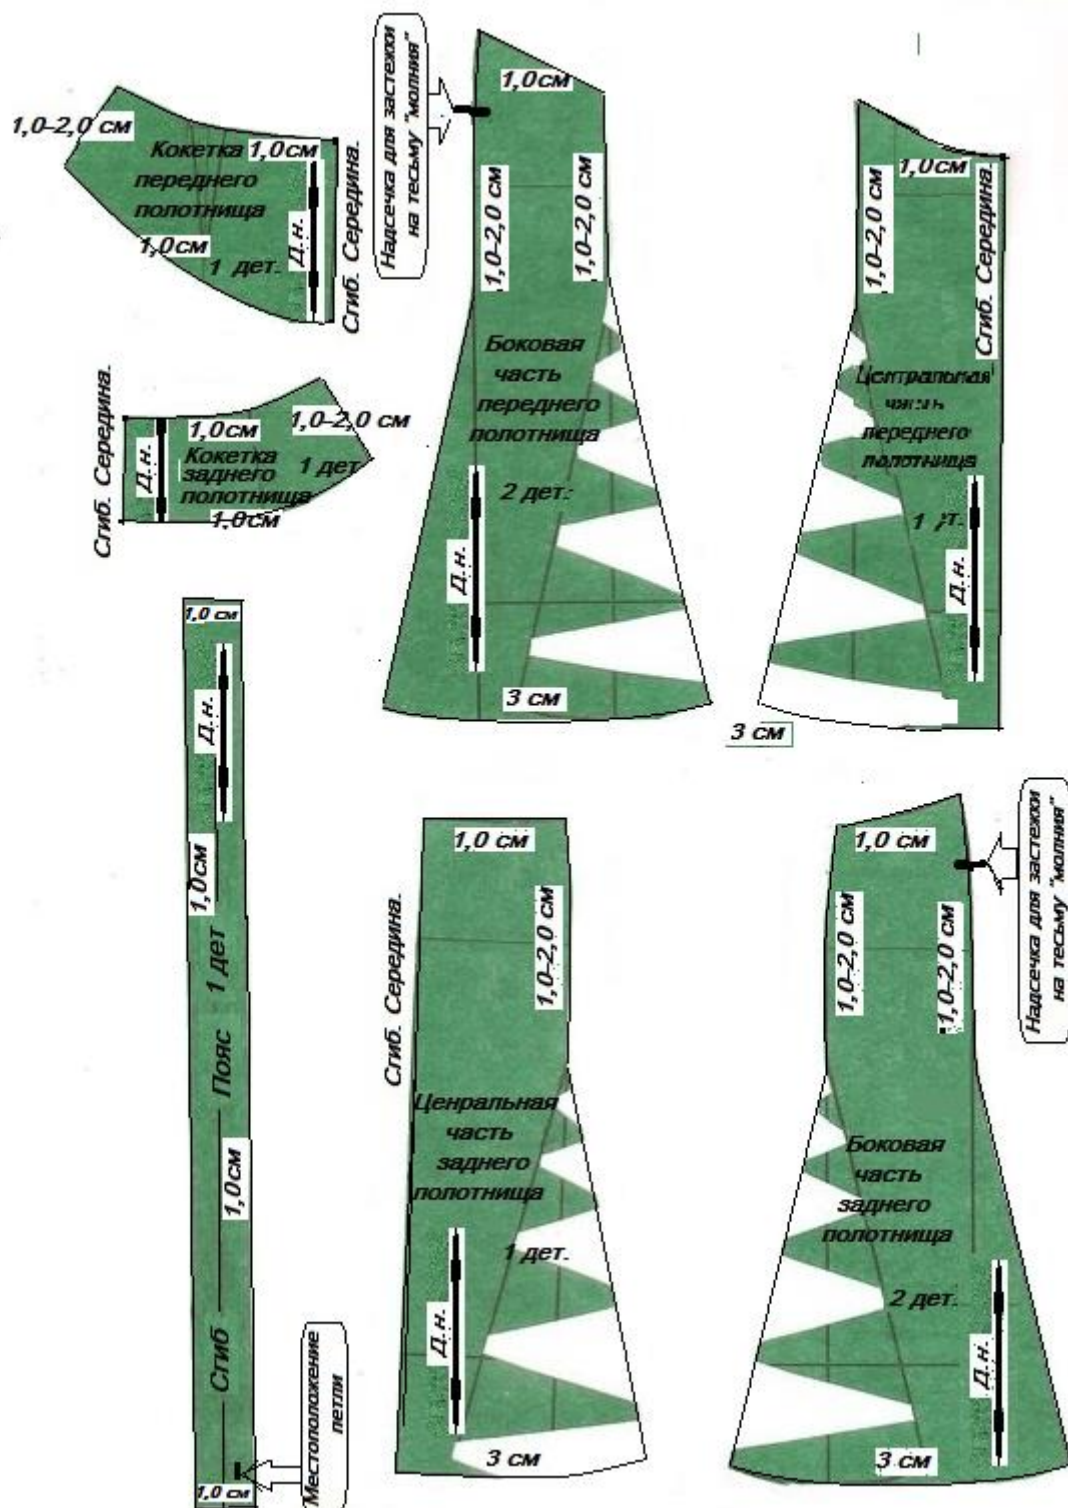 1,0-2,0 см
Кокетка
переднего
полотнища
1,0см
1,0см
1 дет.
Д.н.
Сгиб. Середина.
Надсечка для застежки
на тесьму "молния"
1,0см
1,0-2,0 см
1,0-2,0 см
Боковая
часть
переднего
полотнища
2 дет.
Д.н.
3 см
1,0см
1,0-2,0 см
Сгиб. Середина.
Центральная
часть
переднего
полотнища
Д.н.
3 см
Сгиб. Середина.
Д.н.
1,0см
1,0-2,0 см
Кокетка
заднего
полотнища
1 дет
1,0см
1,0 см
Д.н.
1,0см
Сгиб
Пояс
1 дет
1,0см
1,0 см
Местоположение
петли
1,0 см
Сгиб. Середина.
1,0-2,0 см
Ценральная
часть
заднего
полотнища
1 дет.
Д.н.
3 см
1,0 см
1,0-2,0 см
1,0-2,0 см
Надсечка для застежки
на тесьму "молния"
Боковая
часть
заднего
полотнища
2 дет.
Д.н.
3 см